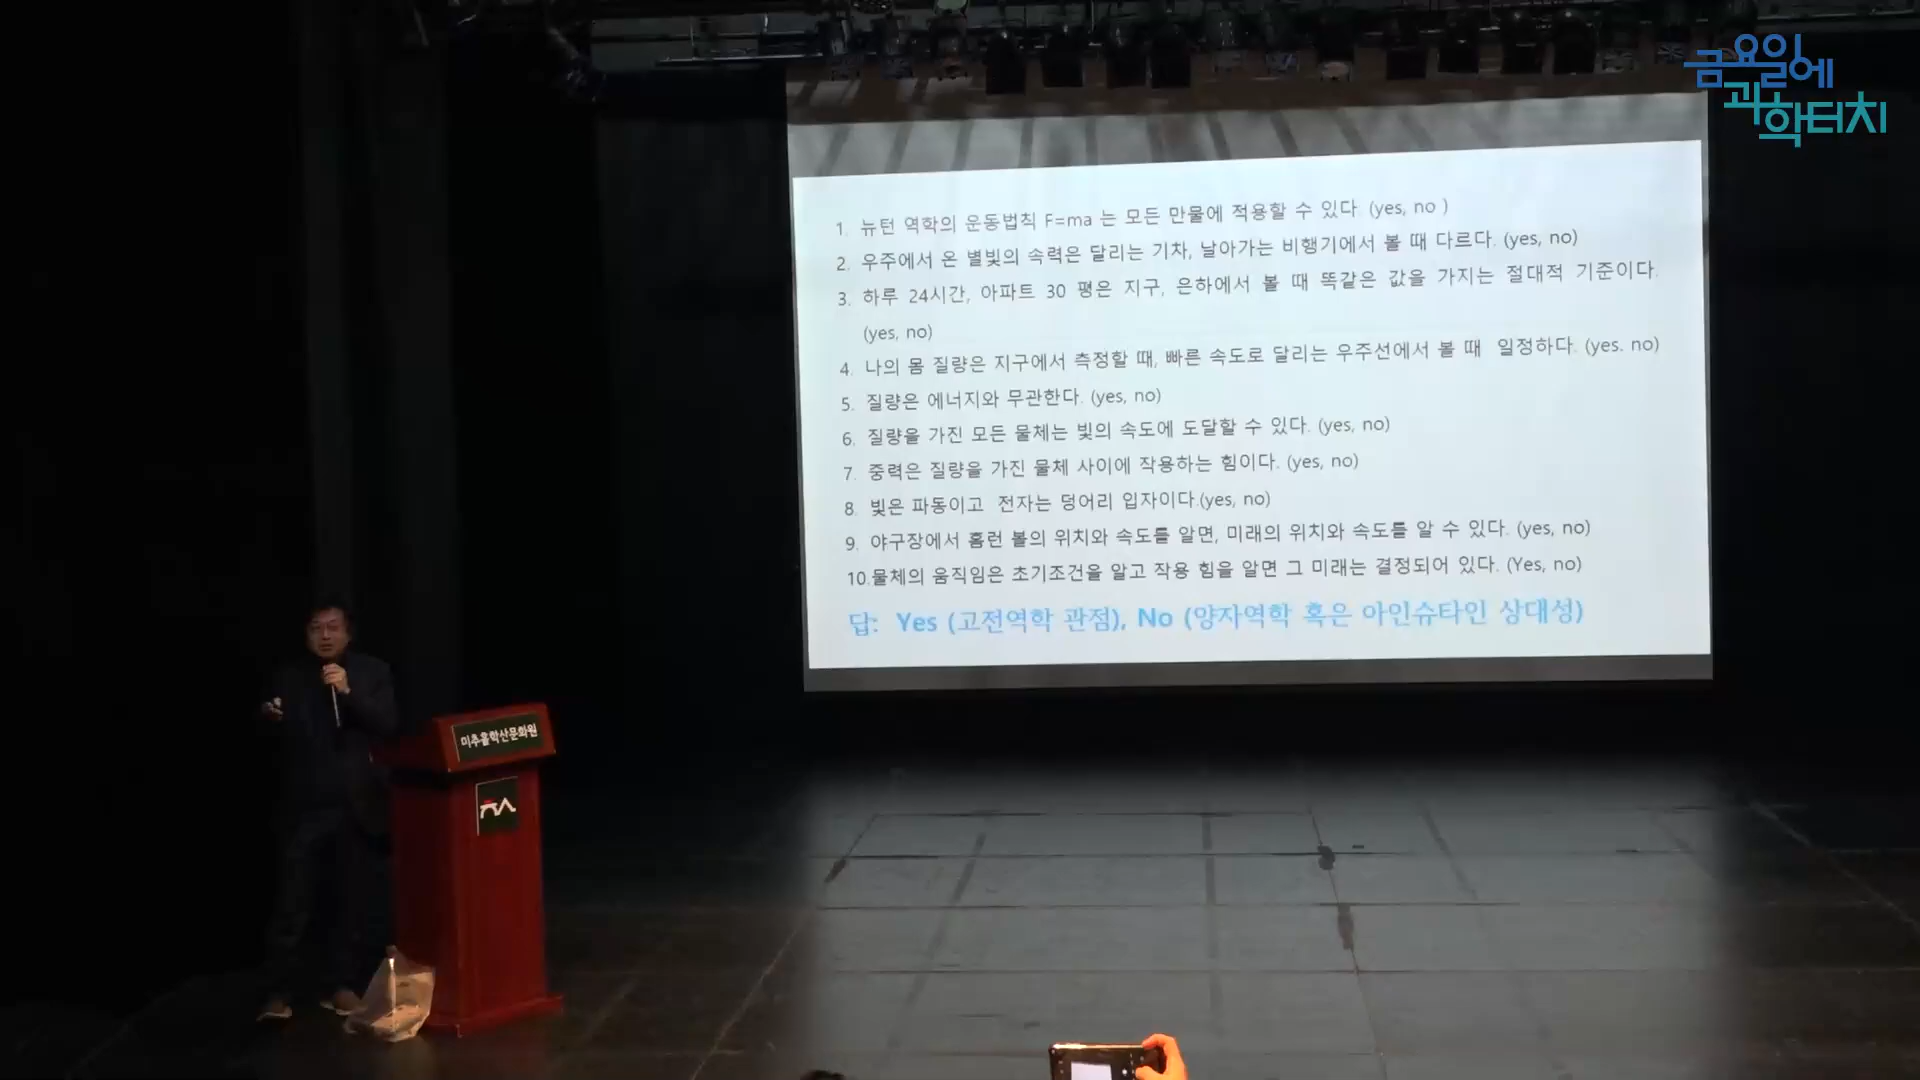 금요일에
과학터치
1. 뉴턴 역학의 운동법칙 F=ma 는 모든 만물에 적용할 수 있다. (yes, no )
2. 우주에서 온 별빛의 속력은 달리는 기차, 날아가는 비행기에서 볼 때 다르다. (yes, no)
3. 하루 24시간, 아파트 30 평은 지구, 은하에서 볼 때 똑같은 값을 가지는 절대적 기준이다.
(yes, no)
4. 나의 몸 질량은 지구에서 측정할 때, 빠른 속도로 달리는 우주선에서 볼 때 일정하다. (yes. no)
5. 질량은 에너지와 무관한다. (yes, no)
6. 질량을 가진 모든 물체는 빛의 속도에 도달할 수 있다. (yes, no)
7. 중력은 질량을 가진 물체 사이에 작용하는 힘이다. (yes, no)
8. 빛은 파동이고 전자는 덩어리 입자이다.(yes, no)
9. 야구장에서 홈런 볼의 위치와 속도를 알면, 미래의 위치와 속도를 알 수 있다. (yes, no)
10.물체의 움직임은 초기조건을 알고 작용 힘을 알면 그 미래는 결정되어 있다. (Yes, no)
답: Yes (고전역학 관점), No (양자역학 혹은 아인슈타인 상대성)
미추홀학산문화원